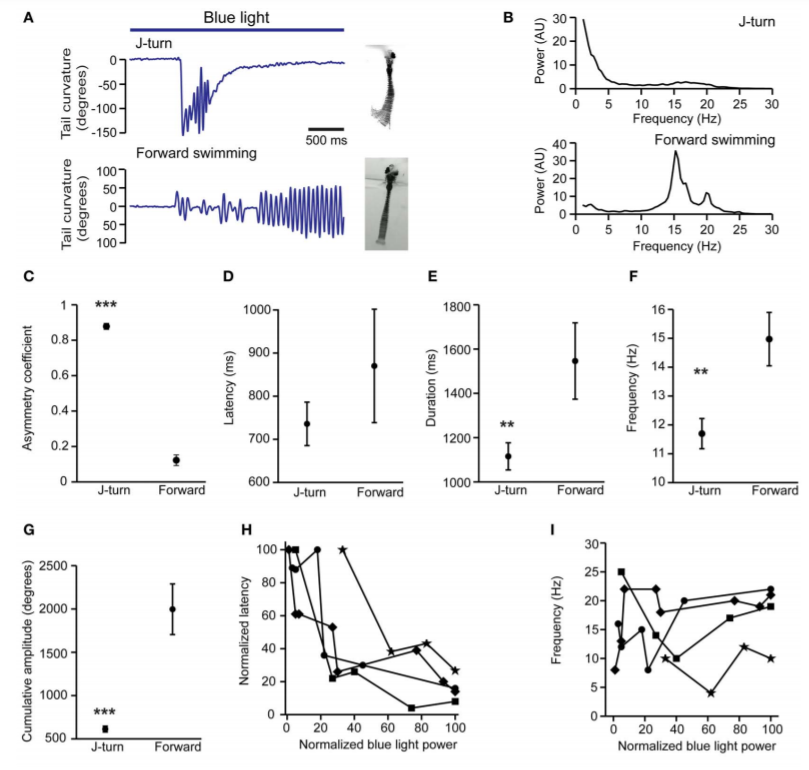 A
Blue light
J-turn
Tail curvature
(degrees)
0
-50
-100
-150
500 ms
Forward swimming
Tail curvature
(degrees)
100
50
0
50
100
B
J-turn
Power (AU)
30
20
10
0
0 5 10 15 20 25 30
Frequency (Hz)
Forward swimming
Power (AU)
40
30
20
10
0
0 5 10 15 20 25 30
Frequency (Hz)
C
Asymmetry coefficient
1
0.8
0.6
0.4
0.2
0
***
J-turn Forward
D
Latency (ms)
1000
900
800
700
600
J-turn Forward
E
Duration (ms)
1800
1600
1400
1200
1000
**
J-turn Forward
F
Frequency (Hz)
16
15
14
13
12
11
10
**
J-turn Forward
G
Cumulative amplitude (degrees)
2500
2000
1500
1000
500
***
J-turn Forward
H
Normalized latency
100
80
60
40
20
0
0 20 40 60 80 100
Normalized blue light power
I
Frequency (Hz)
30
25
20
15
10
5
0
0 20 40 60 80 100
Normalized blue light power